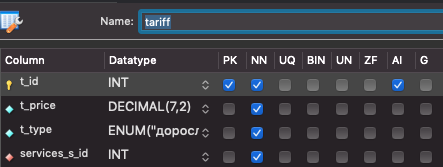 Name: tariff
Column Datatype PK NN UQ BIN UN ZF AI G
t_id INT
t_price DECIMAL(7,2)
t_type ENUM("доросл
services_s_id INT